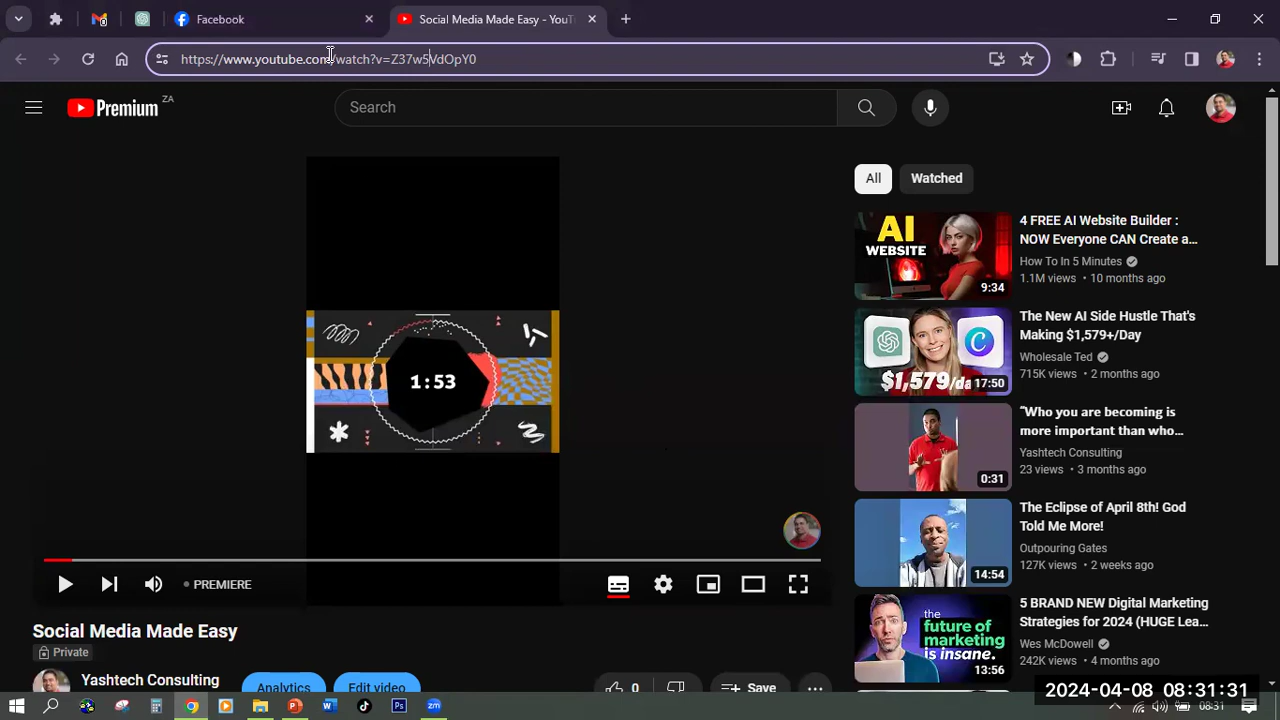 Facebook
Social Media Made Easy - YouT
https://www.youtube.com/watch?v=Z37w5VdOpY0
Premium ZA
Search
All
Watched
1:53
AI
WEBSITE
9:34
4 FREE AI Website Builder :
NOW Everyone CAN Create a...
How To In 5 Minutes
1.1M views • 10 months ago
$1,579/da
17:50
The New AI Side Hustle That's
Making $1,579+/Day
Wholesale Ted
715K views • 2 months ago
0:31
“Who you are becoming is
more important than who...
Yashtech Consulting
23 views • 3 months ago
14:54
The Eclipse of April 8th! God
Told Me More!
Outpouring Gates
127K views • 2 weeks ago
the
future of
marketing
is insane.
13:56
5 BRAND NEW Digital Marketing
Strategies for 2024 (HUGE Lea...
Wes McDowell
242K views • 4 months ago
PREMIERE
Social Media Made Easy
Private
Yashtech Consulting
Analytics
Edit video
0
Save
2024-04-08 08:31:31
08:31